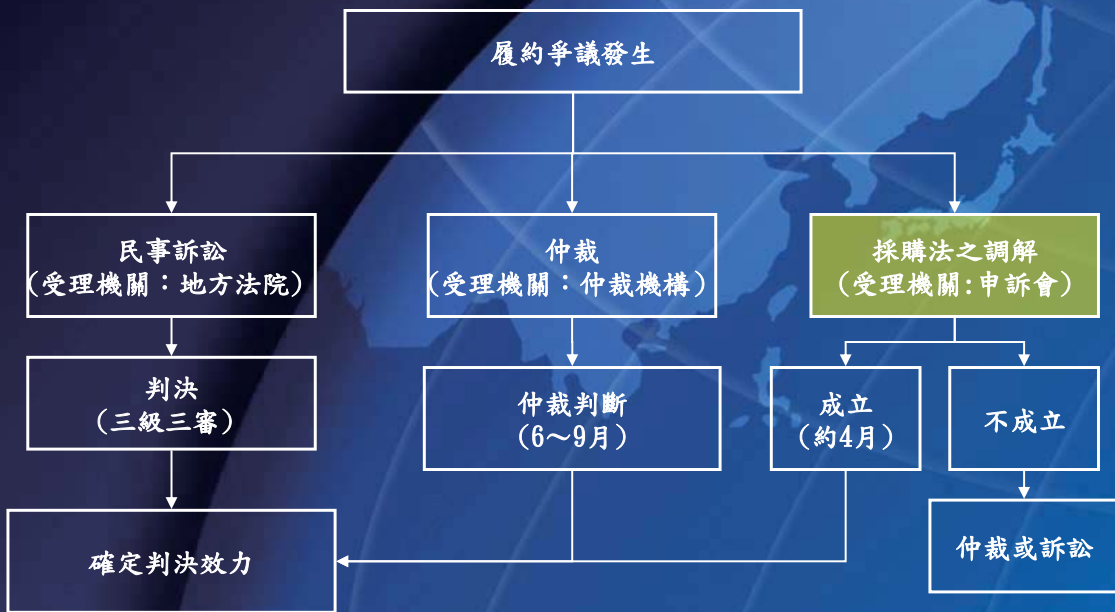 履約爭議發生
民事訴訟
（受理機關：地方法院）
仲裁
（受理機關：仲裁機構）
採購法之調解
（受理機關:申訴會）
判決
（三級三審）
仲裁判斷
（6～9月）
成立
（約4月）
不成立
確定判決效力
仲裁或訴訟